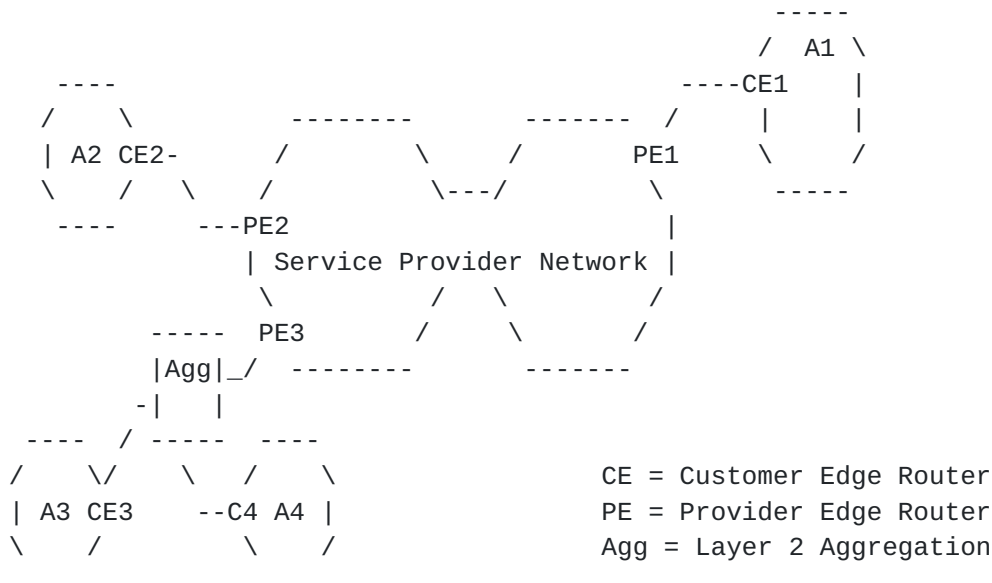 A1
CE1
A2 CE2
PE1
PE2
Service Provider Network
PE3
Agg
CE = Customer Edge Router
A3 CE3 C4 A4 PE = Provider Edge Router
Agg = Layer 2 Aggregation